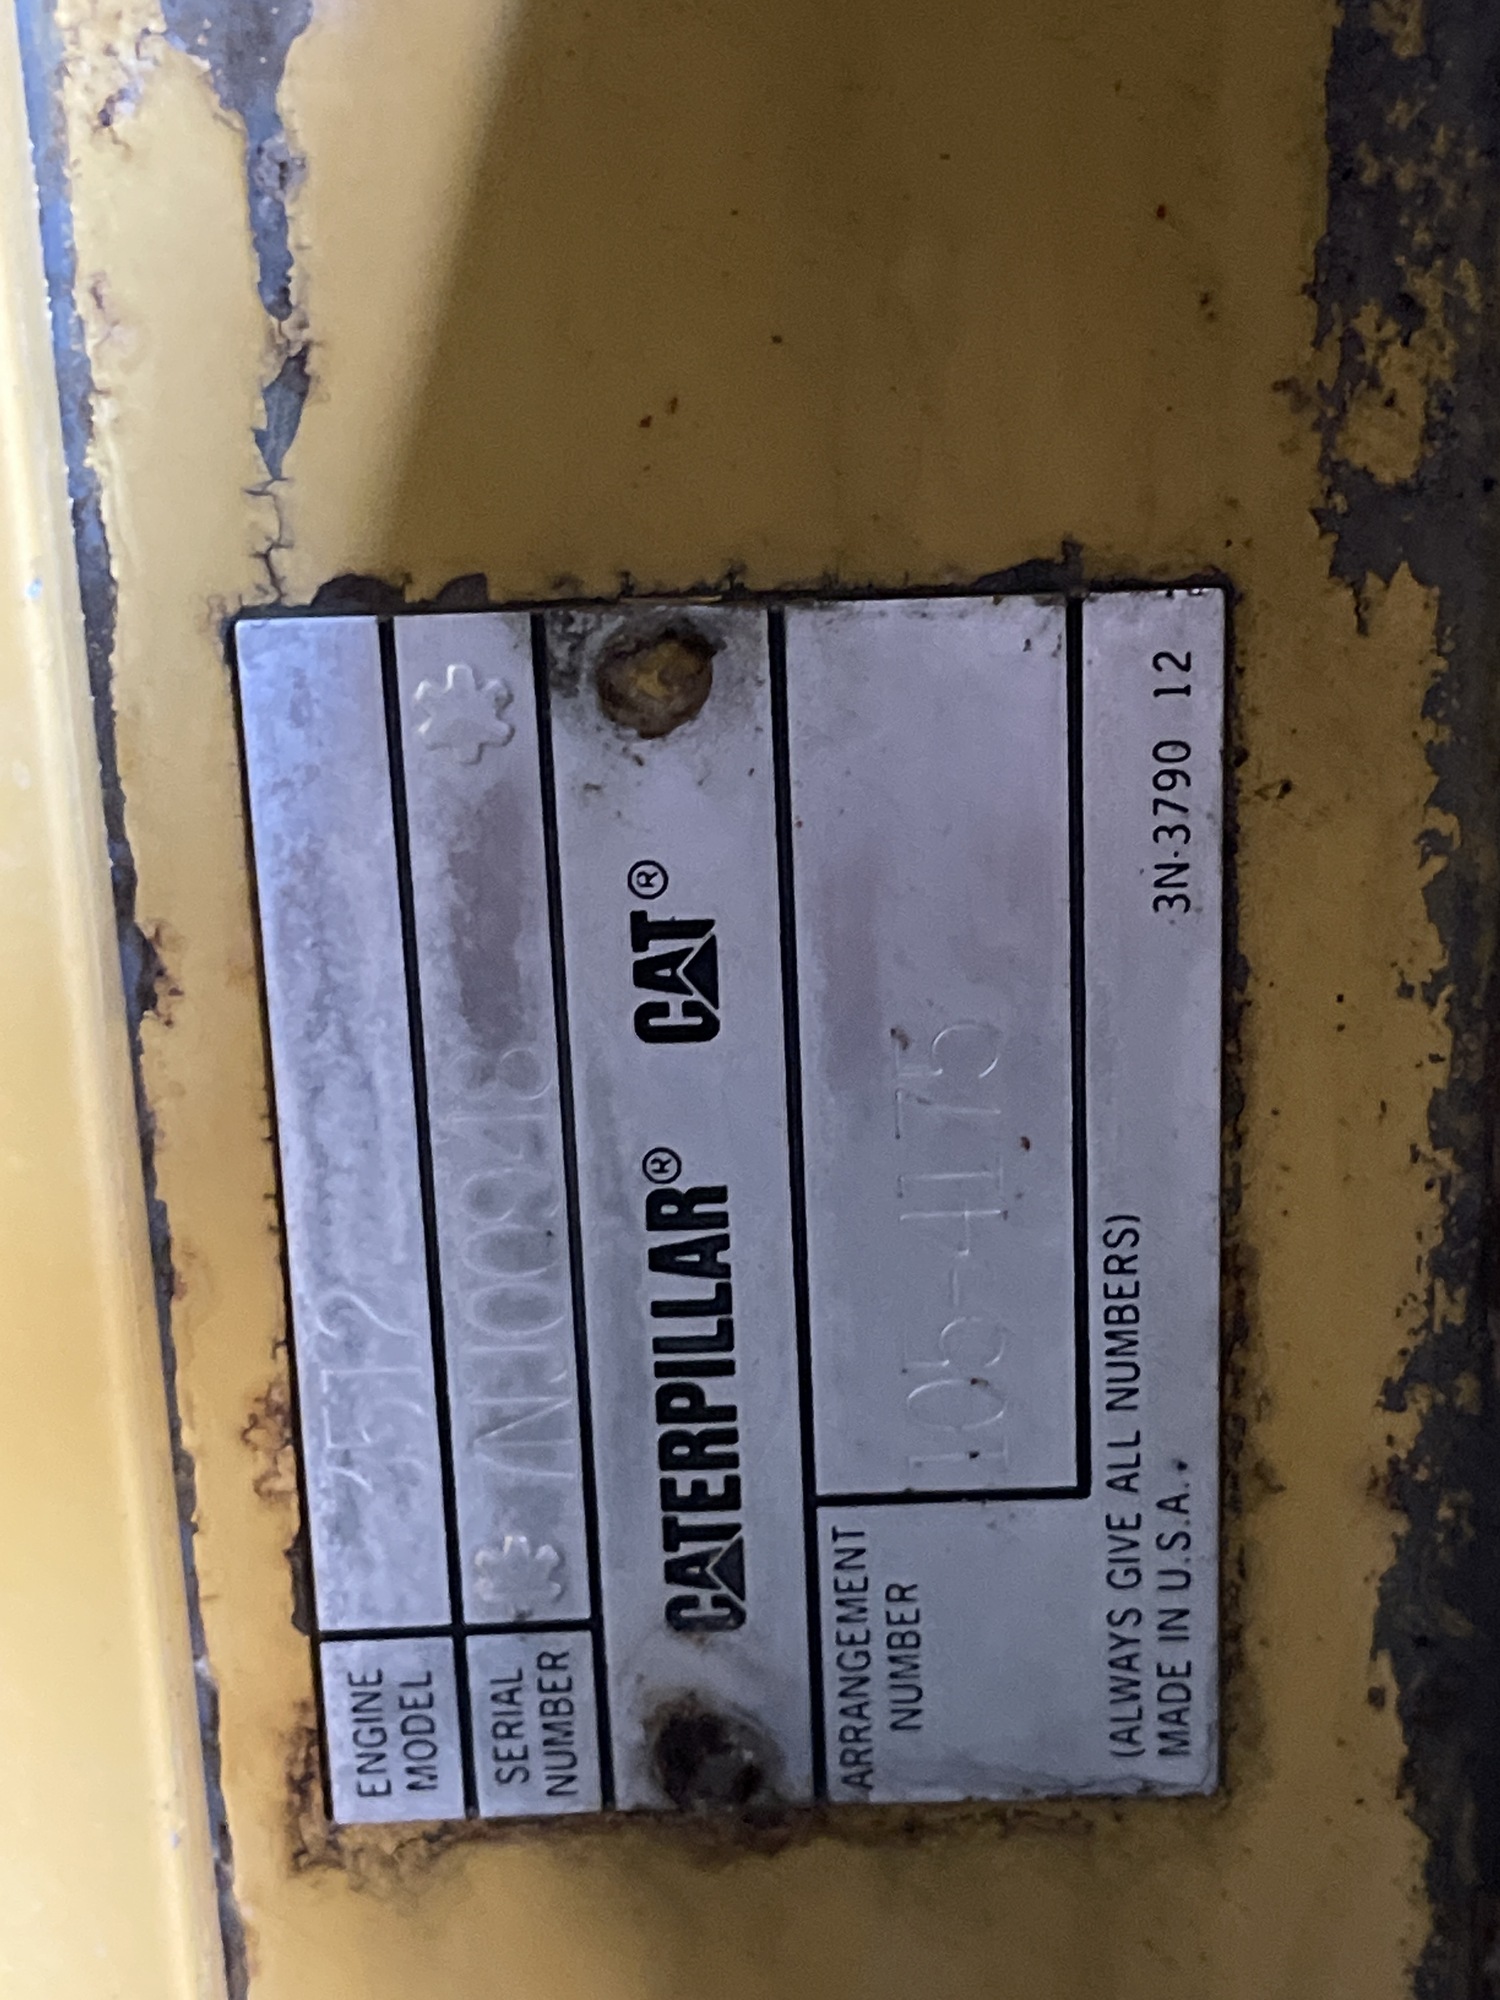 ENGINE
MODEL 3512
SERIAL
NUMBER 7NJ00948
CATERPILLAR® CAT®
ARRANGEMENT
NUMBER 105-4175
(ALWAYS GIVE ALL NUMBERS)
MADE IN U.S.A. 3N-3790 12